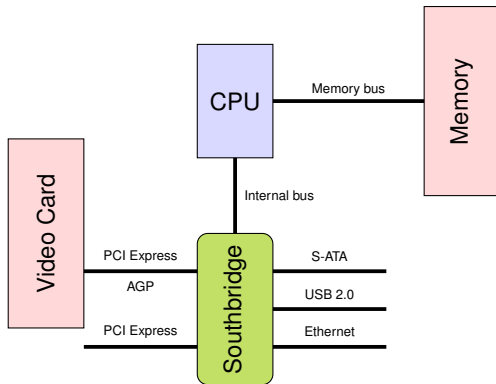 CPU
Memory bus
Memory
Internal bus
Video Card
PCI Express
AGP
PCI Express
Southbridge
S-ATA
USB 2.0
Ethernet